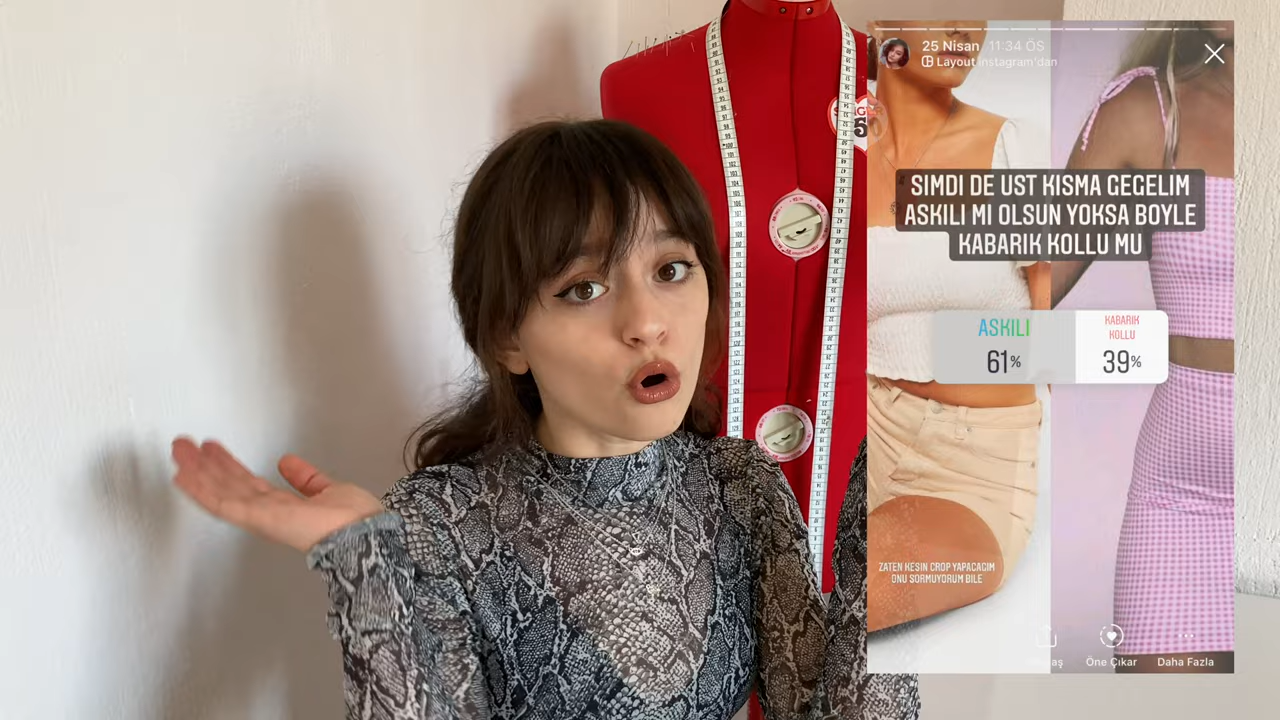 25 Nisan 11:34 ÖS
Layout Instagram'dan
SIMDI DE UST KISMA GEGELIM
ASKILI MI OLSUN YOKSA BOYLE
KABARIK KOLLU MU
ASKILI
61%
KABARIK
KOLLU
39%
ZATEN KESIN CROP YAPACAGIM
ONU SORMUYORUM BILE
Öne Çıkar
Daha Fazla